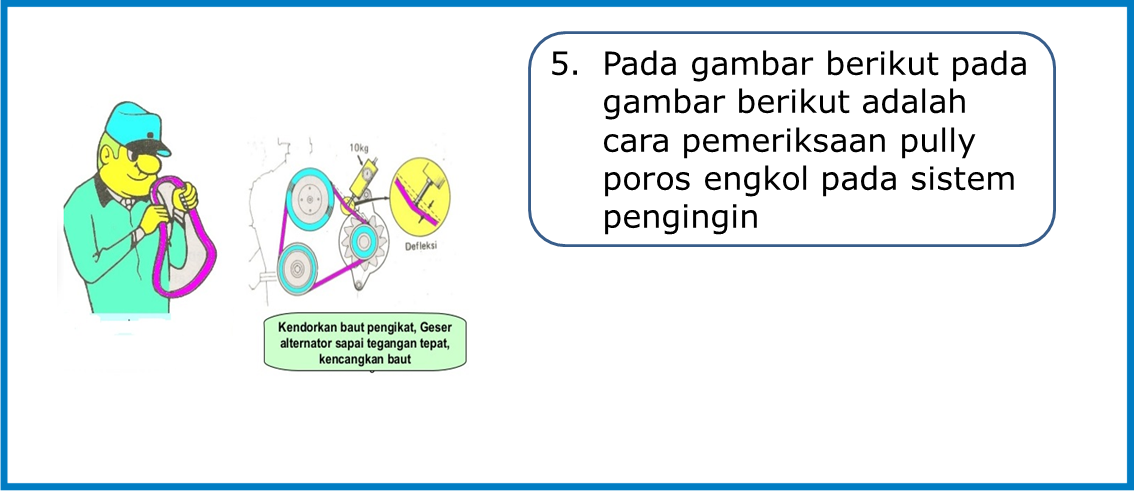 5. Pada gambar berikut pada
gambar berikut adalah
cara pemeriksaan pully
poros engkol pada sistem
pengingin
10kg
Defleksi
Kendorkan baut pengikat, Geser
alternator sapai tegangan tepat,
kencangkan baut